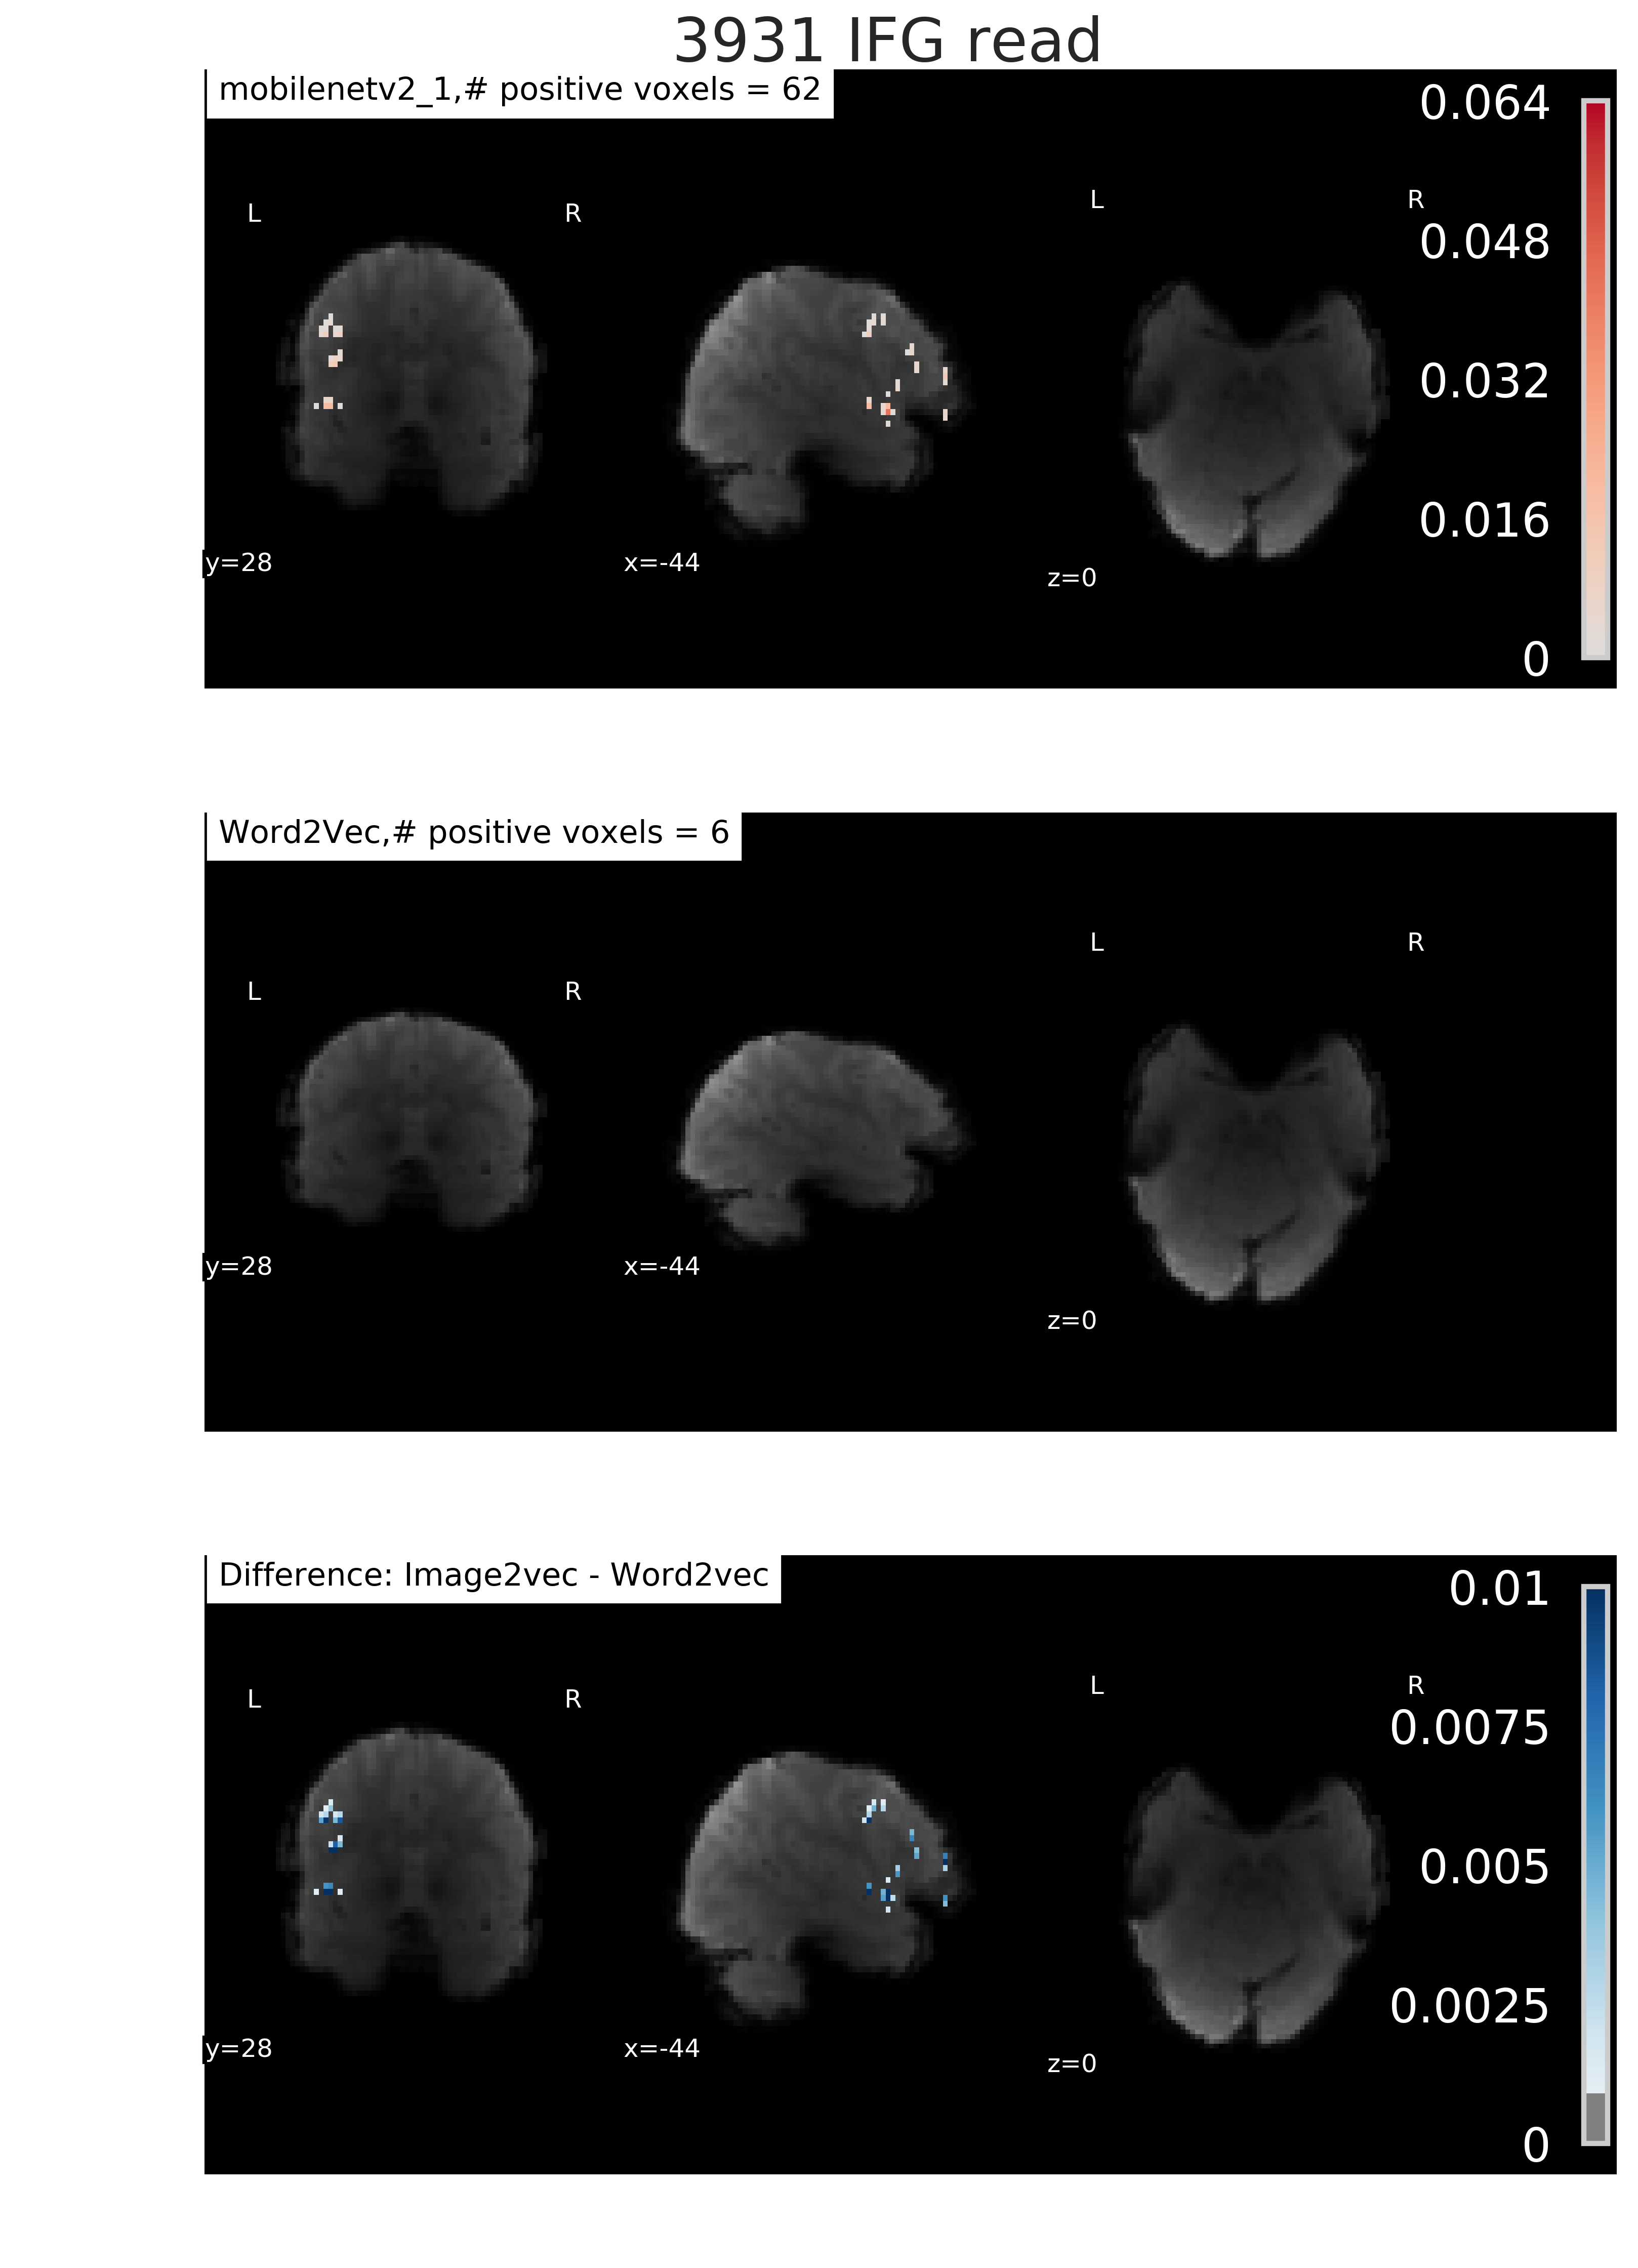 3931 IFG read
mobilenetv2_1,# positive voxels = 62
0.064
L
R
L
R
0.048
0.032
0.016
y=28
x=-44
z=0
0
Word2Vec,# positive voxels = 6
L
R
L
R
y=28
x=-44
z=0
Difference: Image2vec - Word2vec
0.01
L
R
L
R
0.0075
0.005
0.0025
y=28
x=-44
z=0
0